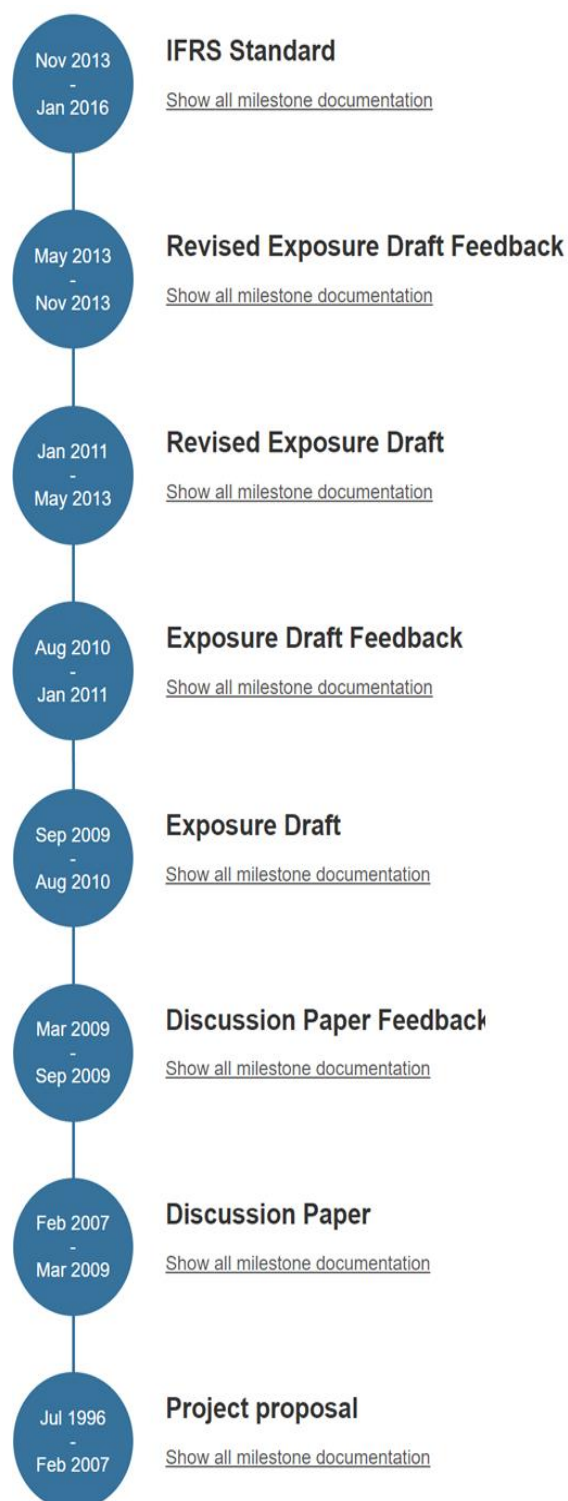 Nov 2013
-
Jan 2016
IFRS Standard
Show all milestone documentation
May 2013
-
Nov 2013
Revised Exposure Draft Feedback
Show all milestone documentation
Jan 2011
-
May 2013
Revised Exposure Draft
Show all milestone documentation
Aug 2010
-
Jan 2011
Exposure Draft Feedback
Show all milestone documentation
Sep 2009
-
Aug 2010
Exposure Draft
Show all milestone documentation
Mar 2009
-
Sep 2009
Discussion Paper Feedback
Show all milestone documentation
Feb 2007
-
Mar 2009
Discussion Paper
Show all milestone documentation
Jul 1996
-
Feb 2007
Project proposal
Show all milestone documentation